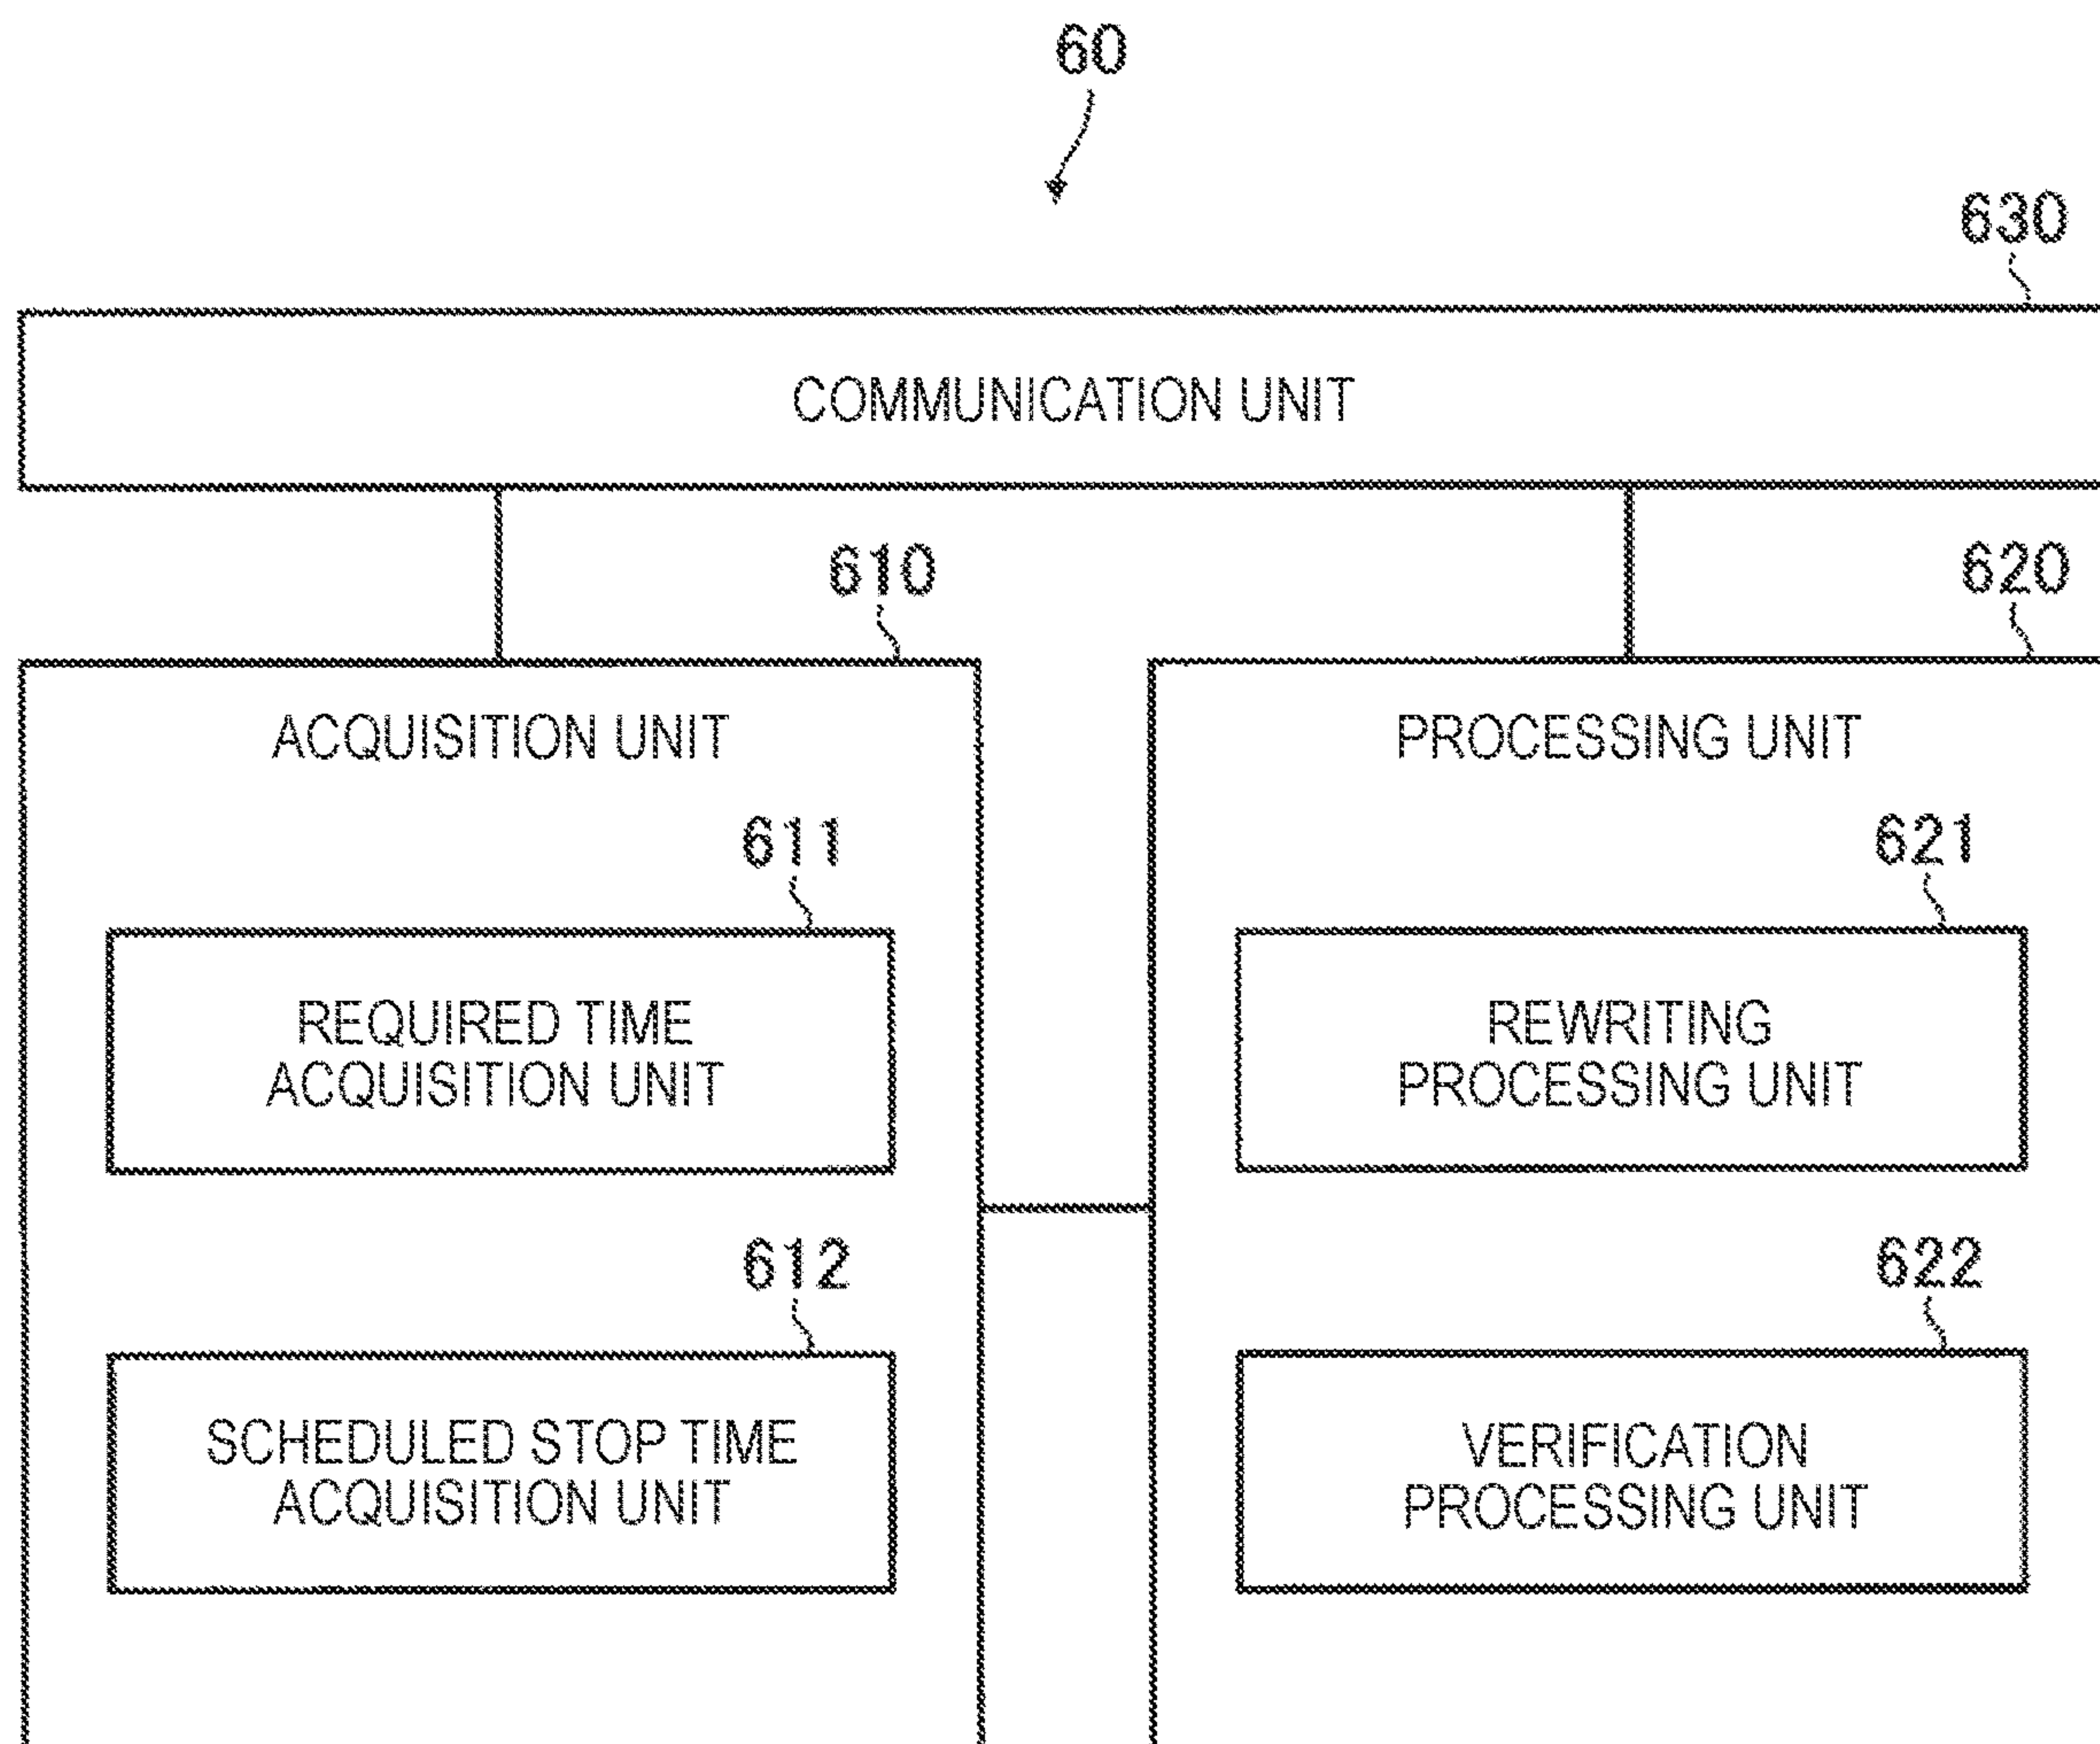 60
630
COMMUNICATION UNIT
610
620
ACQUISITION UNIT
PROCESSING UNIT
611
621
REQUIRED TIME
ACQUISITION UNIT
REWRITING
PROCESSING UNIT
612
622
SCHEDULED STOP TIME
ACQUISITION UNIT
VERIFICATION
PROCESSING UNIT